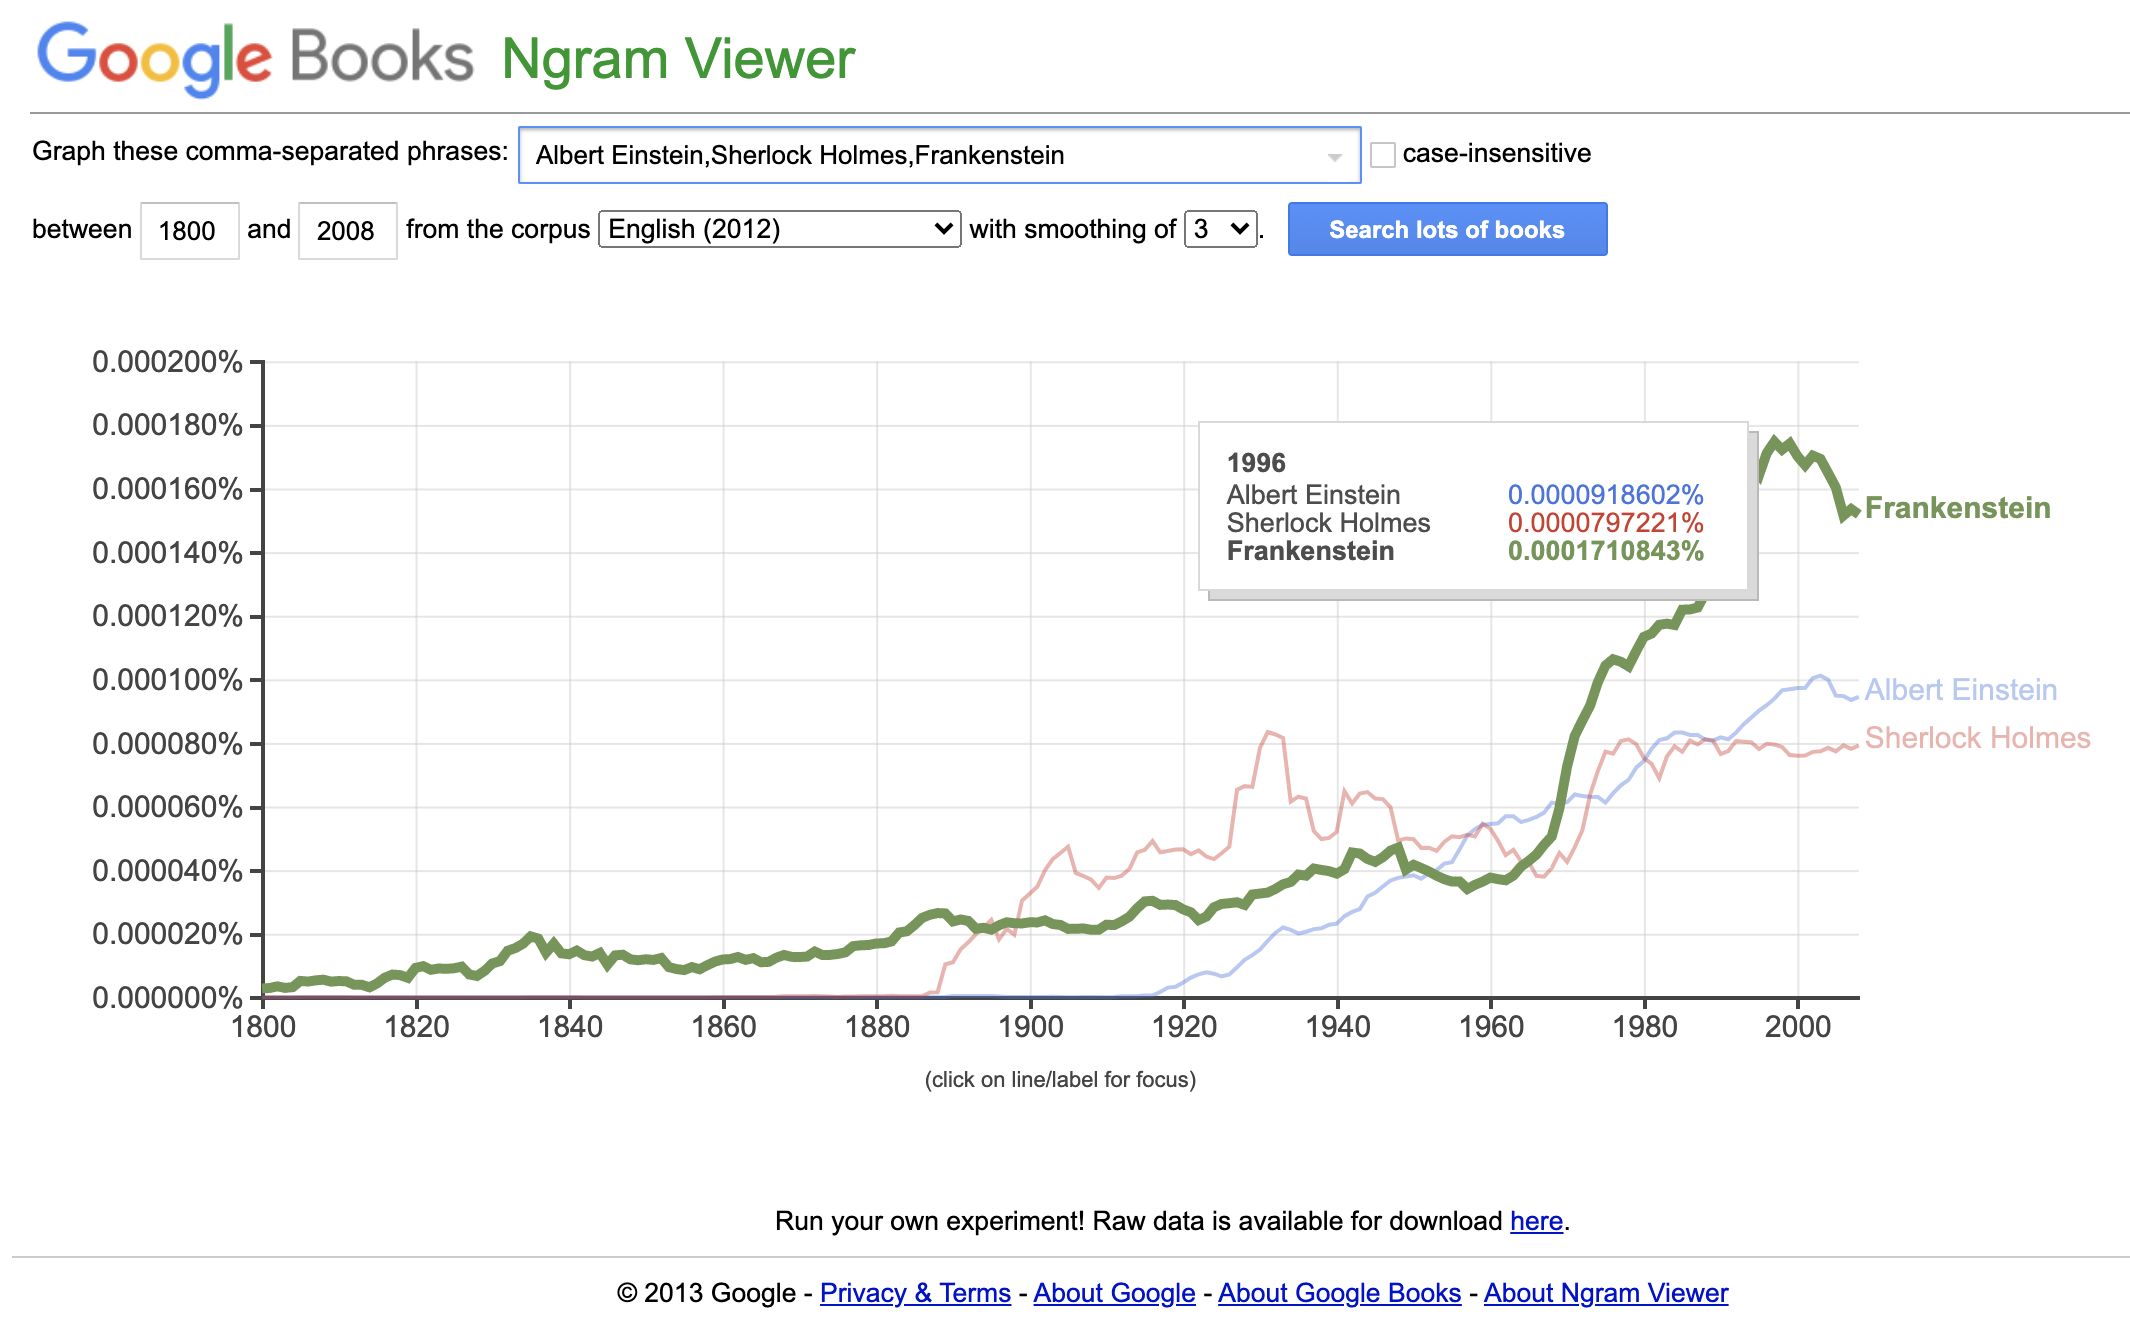 Google Books Ngram Viewer
Graph these comma-separated phrases: Albert Einstein,Sherlock Holmes,Frankenstein case-insensitive
between 1800 and 2008 from the corpus English (2012) with smoothing of 3. Search lots of books
0.000200%
0.000180%
0.000160%
0.000140%
0.000120%
0.000100%
0.000080%
0.000060%
0.000040%
0.000020%
0.000000%
1996
Albert Einstein 0.0000918602%
Sherlock Holmes 0.0000797221%
Frankenstein 0.0001710843%
Frankenstein
Albert Einstein
Sherlock Holmes
1800 1820 1840 1860 1880 1900 1920 1940 1960 1980 2000
(click on line/label for focus)
Run your own experiment! Raw data is available for download here.
© 2013 Google - Privacy & Terms - About Google - About Google Books - About Ngram Viewer